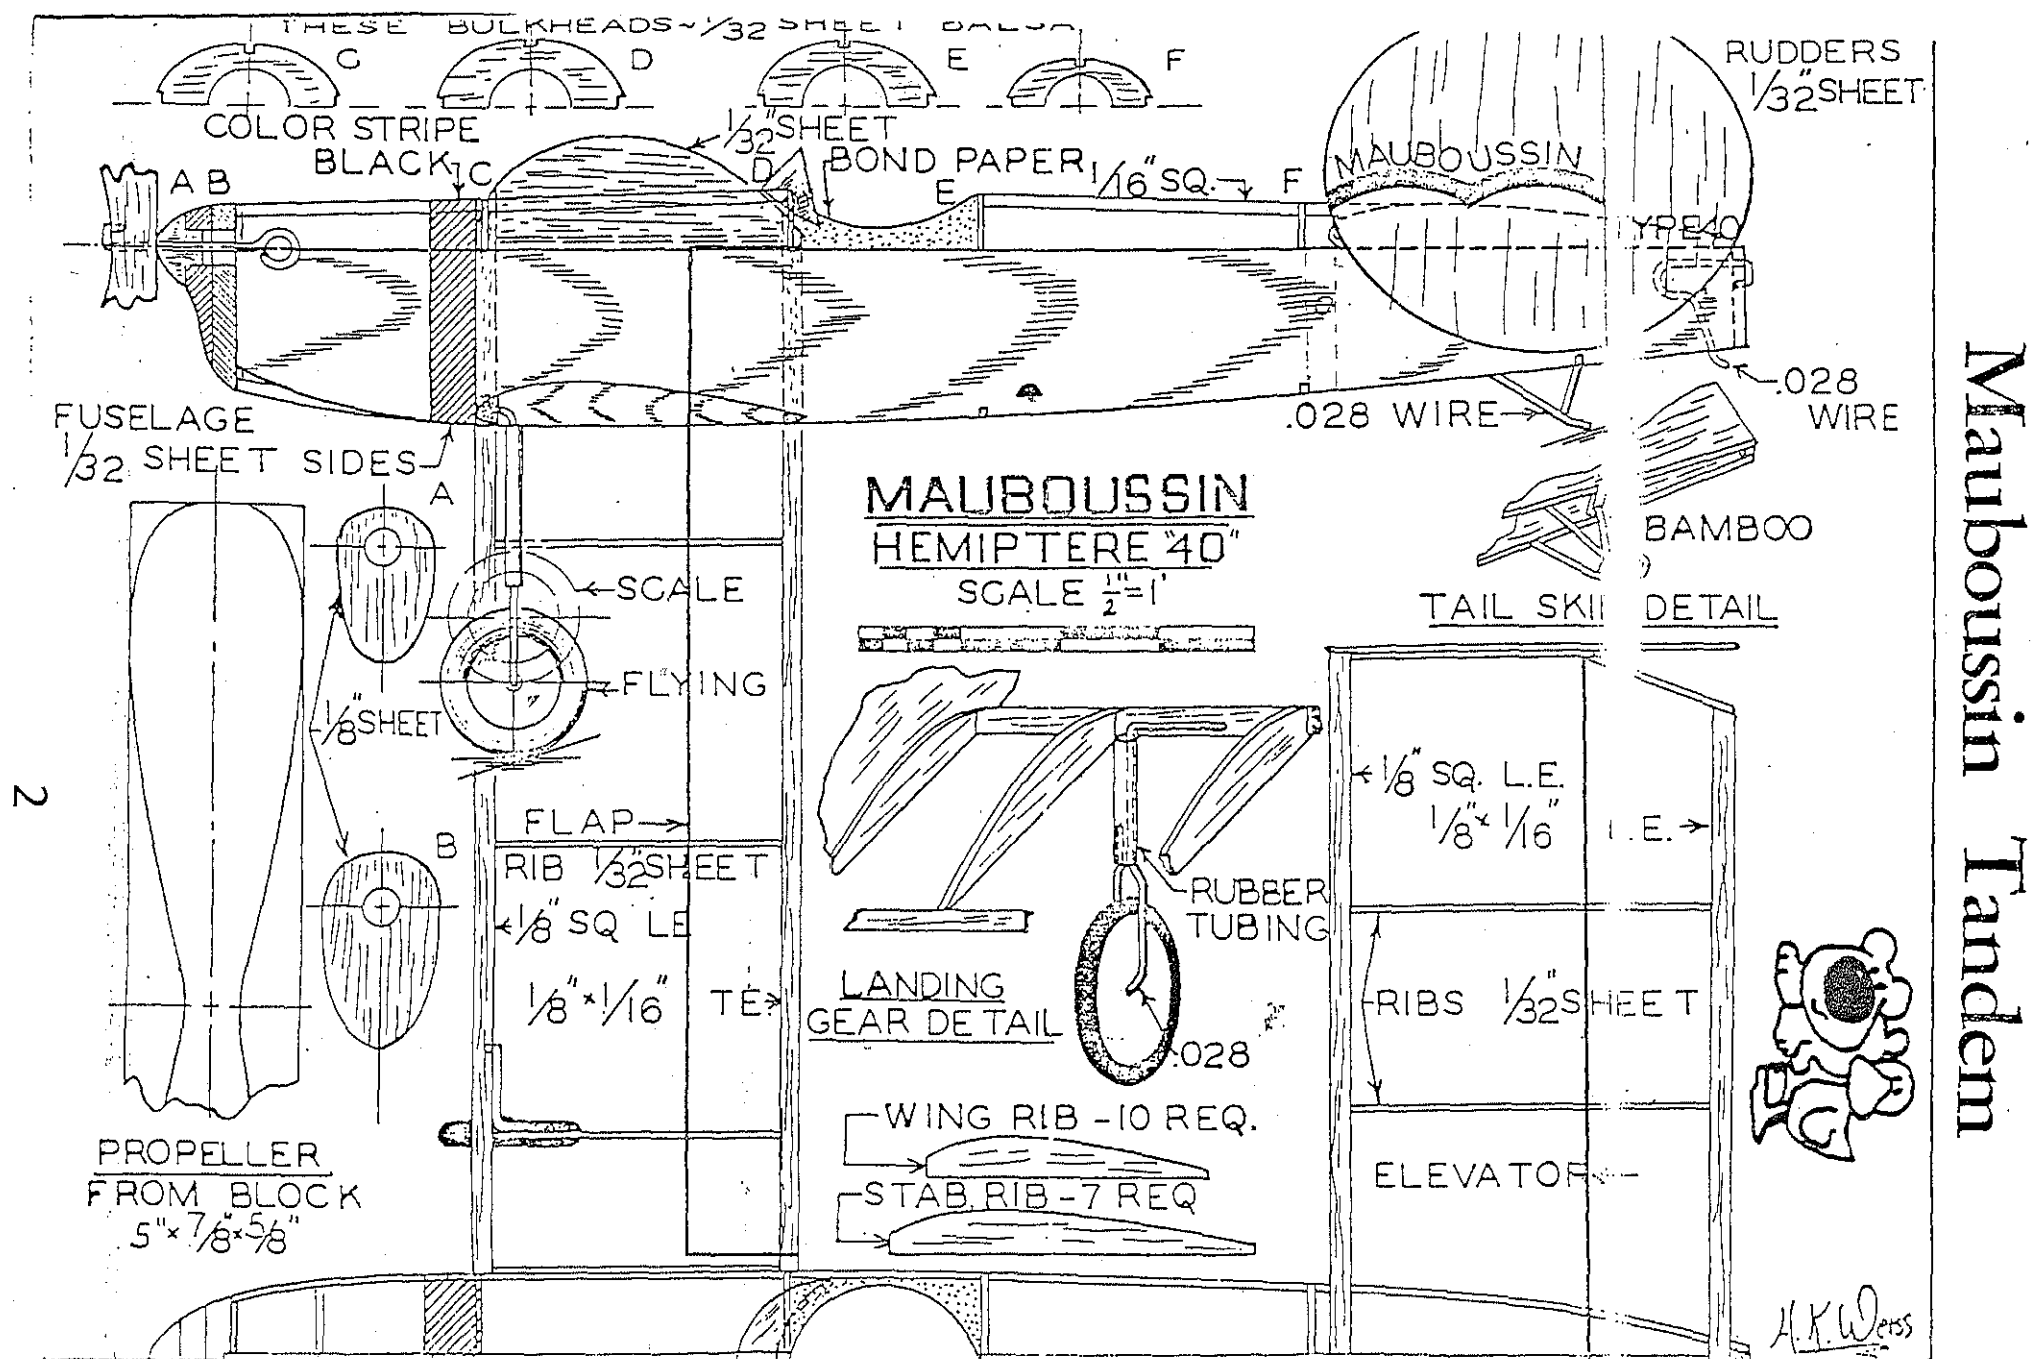 THESE BULKHEADS~1/32 SHEET BALSA
C
D
E
F
RUDDERS
1/32" SHEET
COLOR STRIPE
BLACK
1/32" SHEET
BOND PAPER
1/16" SQ.
A B
C
D
E
F
MAUBOUSSIN
YPE 40
FUSELAGE
1/32 SHEET SIDES
.028 WIRE
.028
WIRE
A
MAUBOUSSIN
HEMIPTERE "40"
SCALE 1/2"=1'
BAMBOO
TAIL SKI DETAIL
SCALE
FLYING
1/8" SHEET
B
FLAP
RIB 1/32" SHEET
1/8" SQ LE
1/8" x 1/16" TE
RUBBER
TUBING
LANDING
GEAR DETAIL
.028
1/8" SQ. L.E.
1/8" x 1/16" .E.
RIBS 1/32" SHEET
WING RIB - 10 REQ.
STAB. RIB - 7 REQ
ELEVATOR
PROPELLER
FROM BLOCK
5" x 7/8" x 5/8"
H.K. Weiss
Mauboussin Tandem
2